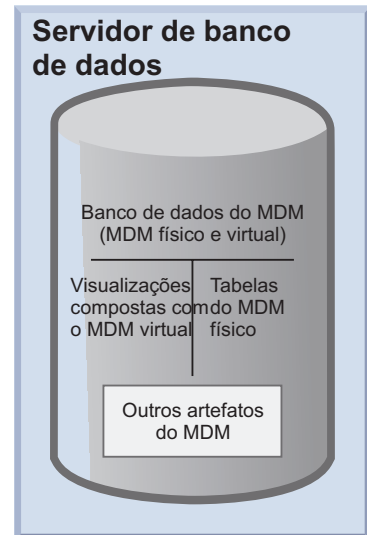 Servidor de banco
de dados
Banco de dados do MDM
(MDM físico e virtual)
Visualizações
compostas com
o MDM virtual
Tabelas
do MDM
físico
Outros artefatos
do MDM